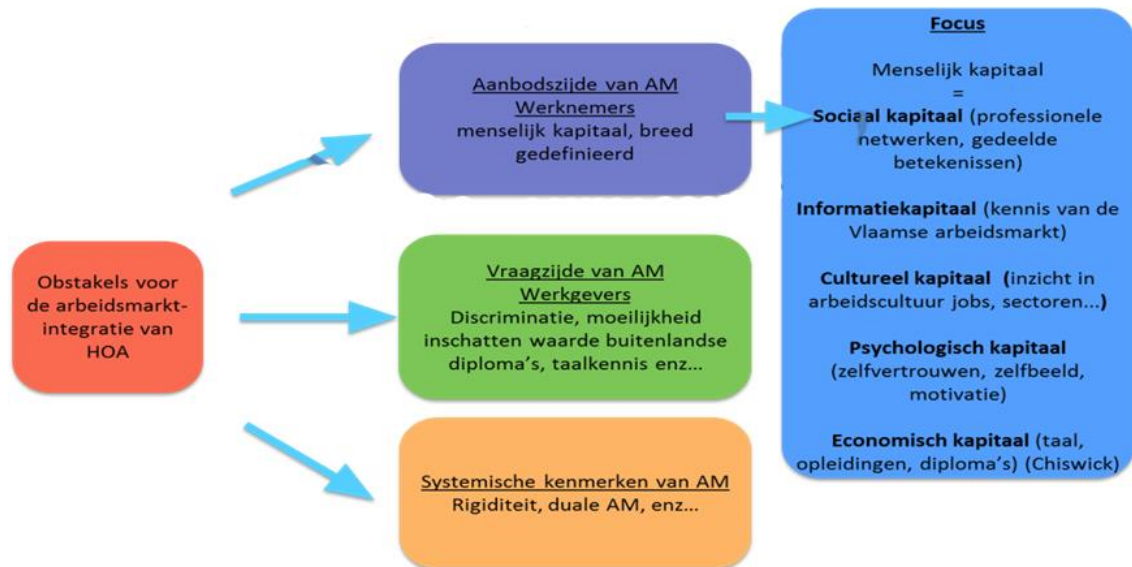 Obstakels voor
de arbeidsmarkt-
integratie van
HOA
Aanbodszijde van AM
Werknemers
menselijk kapitaal, breed
gedefinieerd
Vraagzijde van AM
Werkgevers
Discriminatie, moeilijkheid
inschatten waarde buitenlandse
diploma's, taalkennis enz...
Systemische kenmerken van AM
Rigiditeit, duale AM, enz...
Focus
Menselijk kapitaal
=
Sociaal kapitaal (professionele
netwerken, gedeelde
betekenissen)
Informatiekapitaal (kennis van de
Vlaamse arbeidsmarkt)
Cultureel kapitaal (inzicht in
arbeidscultuur jobs, sectoren...)
Psychologisch kapitaal
(zelfvertrouwen, zelfbeeld,
motivatie)
Economisch kapitaal (taal,
opleidingen, diploma's) (Chiswick)